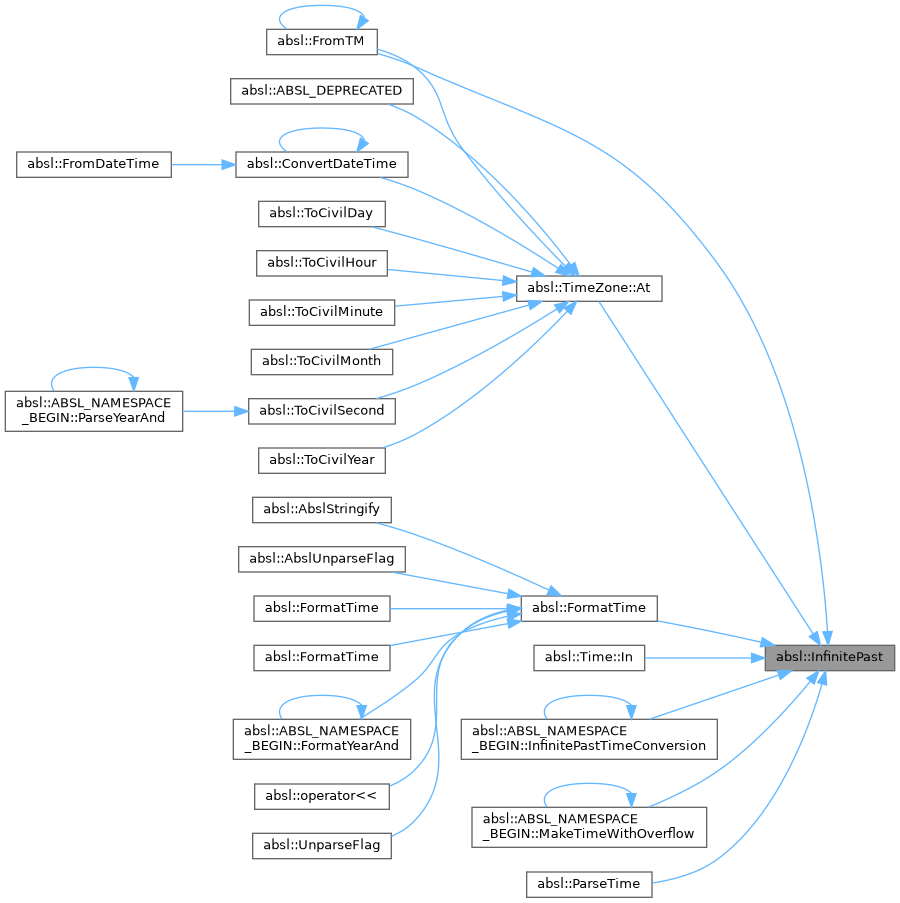 absl::FromTM
absl::ABSL_DEPRECATED
absl::FromDateTime
absl::ConvertDateTime
absl::ToCivilDay
absl::ToCivilHour
absl::TimeZone::At
absl::ToCivilMinute
absl::ToCivilMonth
absl::ABSL_NAMESPACE
_BEGIN::ParseYearAnd
absl::ToCivilSecond
absl::ToCivilYear
absl::AbslStringify
absl::AbslUnparseFlag
absl::FormatTime
absl::FormatTime
absl::FormatTime
absl::Time::In
absl::InfinitePast
absl::ABSL_NAMESPACE
_BEGIN::FormatYearAnd
absl::ABSL_NAMESPACE
_BEGIN::InfinitePastTimeConversion
absl::operator<<
absl::ABSL_NAMESPACE
_BEGIN::MakeTimeWithOverflow
absl::UnparseFlag
absl::ParseTime